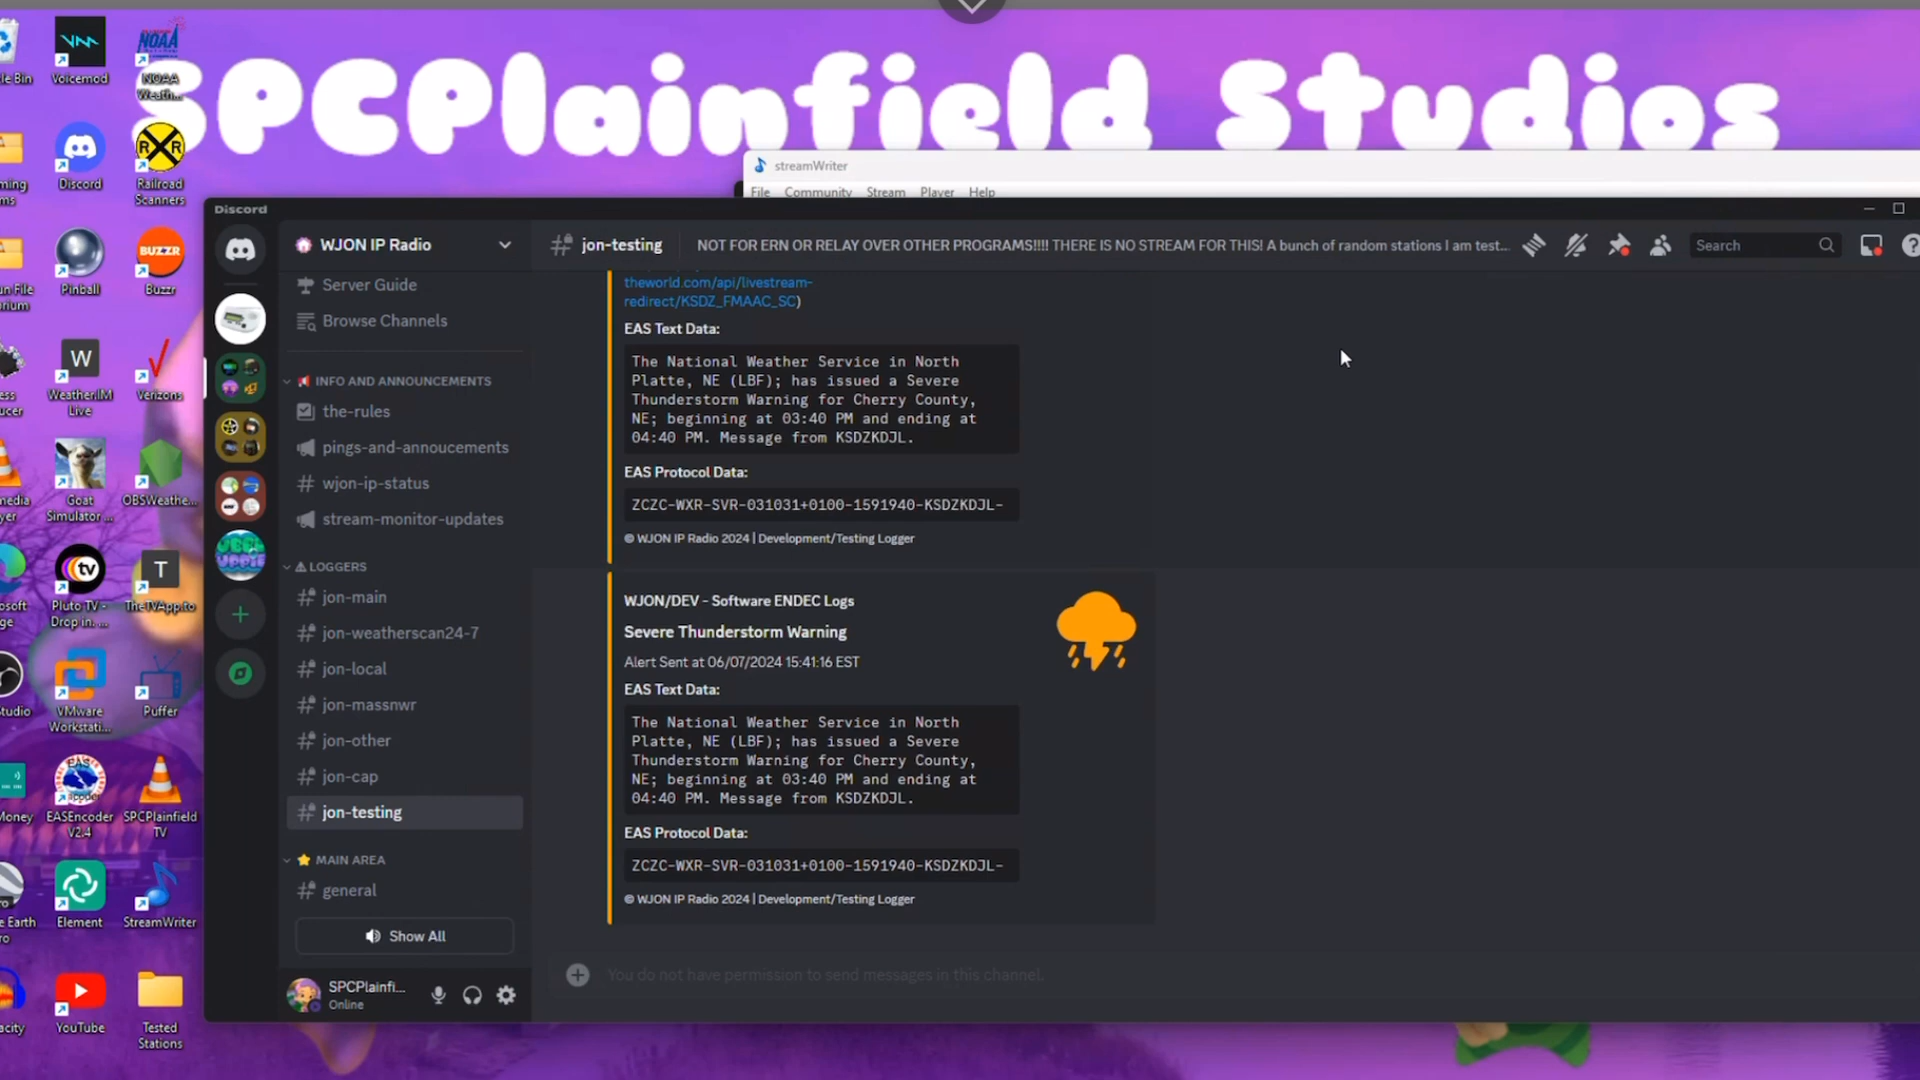 SPCPlainfield Studios
Voicemod
NOAA
NOAA
Weath...
Discord
Railroad
Scanners
Pinball
BUZZR
Buzzr
W
WeatherIM
Live
Verizons
Goat
Simulator ...
OBSWeathe...
tv
Pluto TV -
Drop in. ...
T
TheTVApp.to
VMware
Workstati...
Puffer
EAS
EASEncoder
V2.4
SPCPlainfield
TV
Element
StreamWriter
YouTube
Tested
Stations
le Bin
Money
Earth
streamWriter
File Community Stream Player Help
Discord
WJON IP Radio
Server Guide
Browse Channels
INFO AND ANNOUNCEMENTS
the-rules
pings-and-annoucements
wjon-ip-status
stream-monitor-updates
LOGGERS
jon-main
jon-weatherscan24-7
jon-local
jon-massnwr
jon-other
jon-cap
jon-testing
MAIN AREA
general
Show All
SPCPlainfi...
Online
jon-testing NOT FOR ERN OR RELAY OVER OTHER PROGRAMS!!!! THERE IS NO STREAM FOR THIS! A bunch of random stations I am test... Search
theworld.com/api/livestream-
redirect/KSDZ_FMAAC_SC)
EAS Text Data:
The National Weather Service in North
Platte, NE (LBF); has issued a Severe
Thunderstorm Warning for Cherry County,
NE; beginning at 03:40 PM and ending at
04:40 PM. Message from KSDZKDJL.
EAS Protocol Data:
ZCZC-WXR-SVR-031031+0100-1591940-KSDZKDJL-
© WJON IP Radio 2024 | Development/Testing Logger
WJON/DEV - Software ENDEC Logs
Severe Thunderstorm Warning
Alert Sent at 06/07/2024 15:41:16 EST
EAS Text Data:
The National Weather Service in North
Platte, NE (LBF); has issued a Severe
Thunderstorm Warning for Cherry County,
NE; beginning at 03:40 PM and ending at
04:40 PM. Message from KSDZKDJL.
EAS Protocol Data:
ZCZC-WXR-SVR-031031+0100-1591940-KSDZKDJL-
© WJON IP Radio 2024 | Development/Testing Logger
You do not have permission to send messages in this channel.